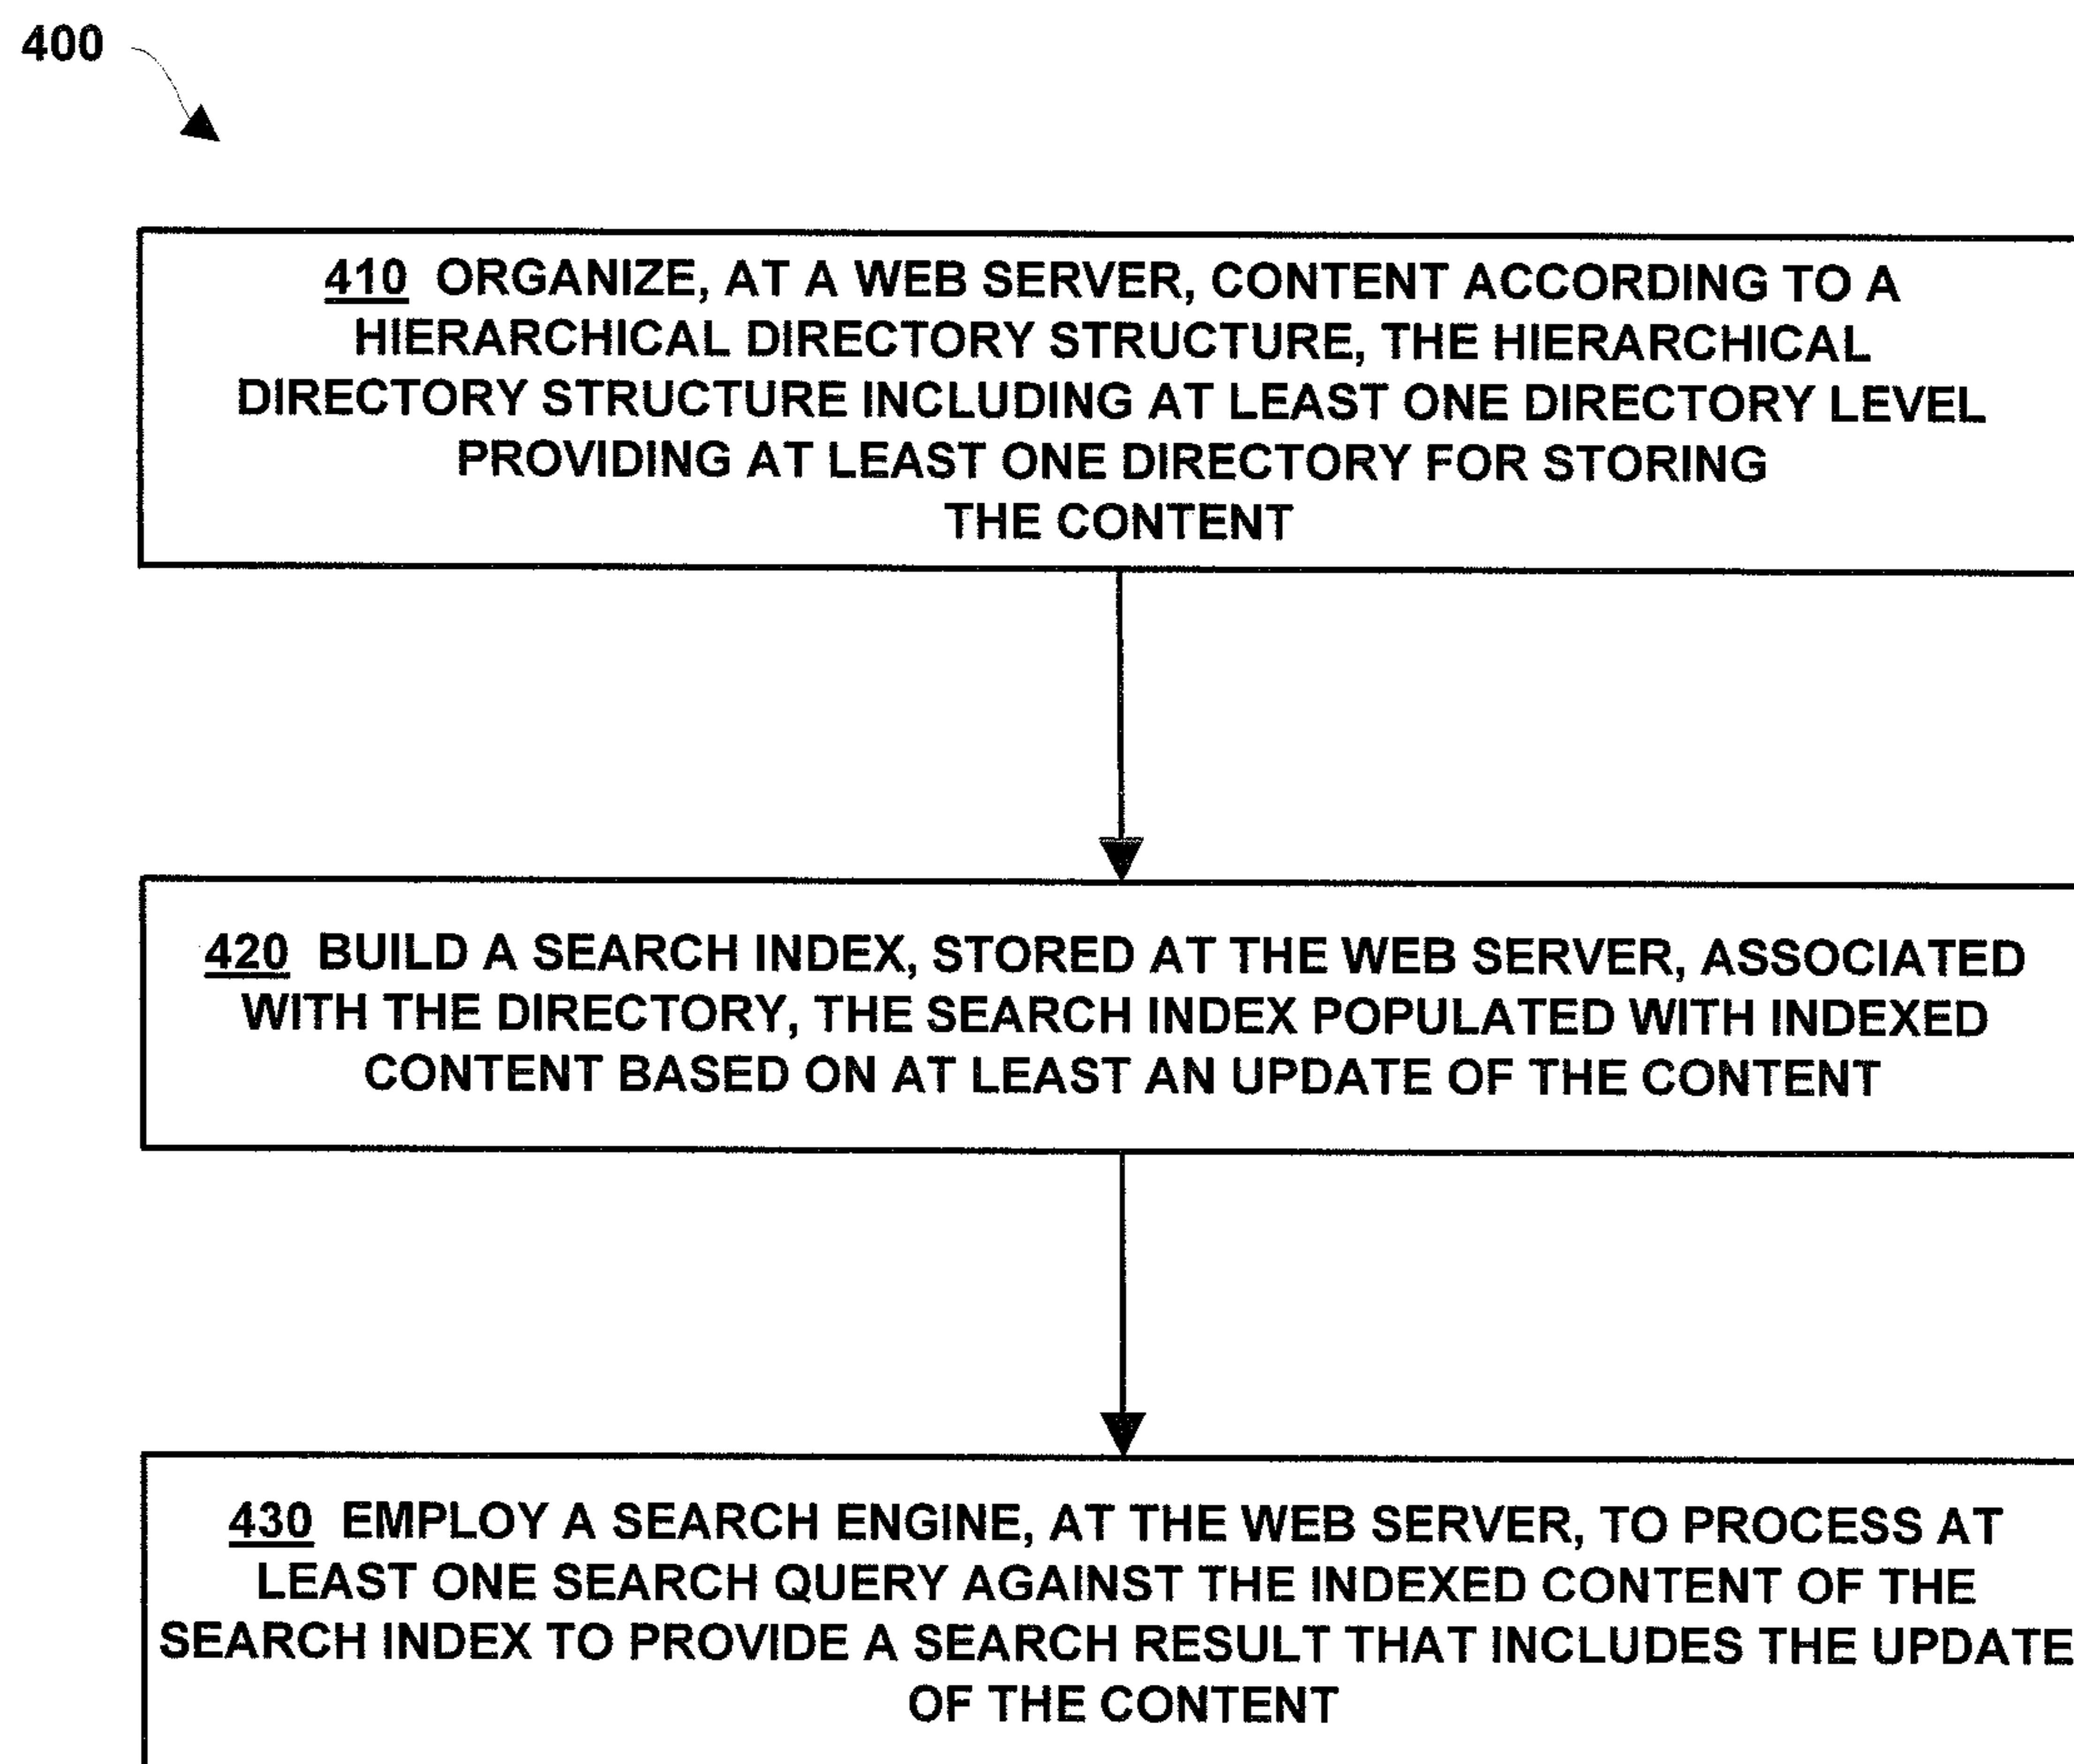 400
410 ORGANIZE, AT A WEB SERVER, CONTENT ACCORDING TO A
HIERARCHICAL DIRECTORY STRUCTURE, THE HIERARCHICAL
DIRECTORY STRUCTURE INCLUDING AT LEAST ONE DIRECTORY LEVEL
PROVIDING AT LEAST ONE DIRECTORY FOR STORING
THE CONTENT
420 BUILD A SEARCH INDEX, STORED AT THE WEB SERVER, ASSOCIATED
WITH THE DIRECTORY, THE SEARCH INDEX POPULATED WITH INDEXED
CONTENT BASED ON AT LEAST AN UPDATE OF THE CONTENT
430 EMPLOY A SEARCH ENGINE, AT THE WEB SERVER, TO PROCESS AT
LEAST ONE SEARCH QUERY AGAINST THE INDEXED CONTENT OF THE
SEARCH INDEX TO PROVIDE A SEARCH RESULT THAT INCLUDES THE UPDATE
OF THE CONTENT